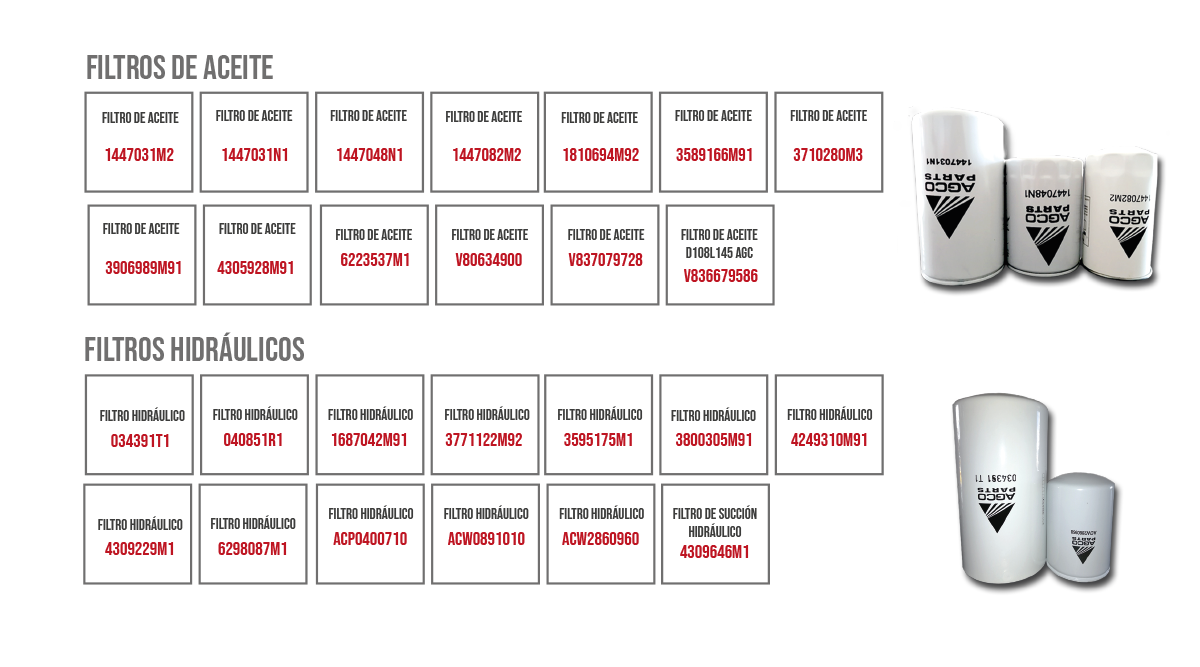 FILTROS DE ACEITE
FILTRO DE ACEITE
1447031M2
FILTRO DE ACEITE
1447031N1
FILTRO DE ACEITE
1447048N1
FILTRO DE ACEITE
1447082M2
FILTRO DE ACEITE
1810694M92
FILTRO DE ACEITE
3589166M91
FILTRO DE ACEITE
3710280M3
FILTRO DE ACEITE
3906989M91
FILTRO DE ACEITE
4305928M91
FILTRO DE ACEITE
6223537M1
FILTRO DE ACEITE
V80634900
FILTRO DE ACEITE
V837079728
FILTRO DE ACEITE
D108L145 AGC
V836679586
1447031N1
AGCO
PARTS
1447048N1
AGCO
PARTS
1447082M2
AGCO
PARTS
FILTROS HIDRÁULICOS
FILTRO HIDRÁULICO
034391T1
FILTRO HIDRÁULICO
040851R1
FILTRO HIDRÁULICO
1687042M91
FILTRO HIDRÁULICO
3771122M92
FILTRO HIDRÁULICO
3595175M1
FILTRO HIDRÁULICO
3800305M91
FILTRO HIDRÁULICO
4249310M91
FILTRO HIDRÁULICO
4309229M1
FILTRO HIDRÁULICO
6298087M1
FILTRO HIDRÁULICO
ACP0400710
FILTRO HIDRÁULICO
ACW0891010
FILTRO HIDRÁULICO
ACW2860960
FILTRO DE SUCCIÓN
HIDRÁULICO
4309646M1
034391 T1
AGCO
PARTS
AGCO
PARTS